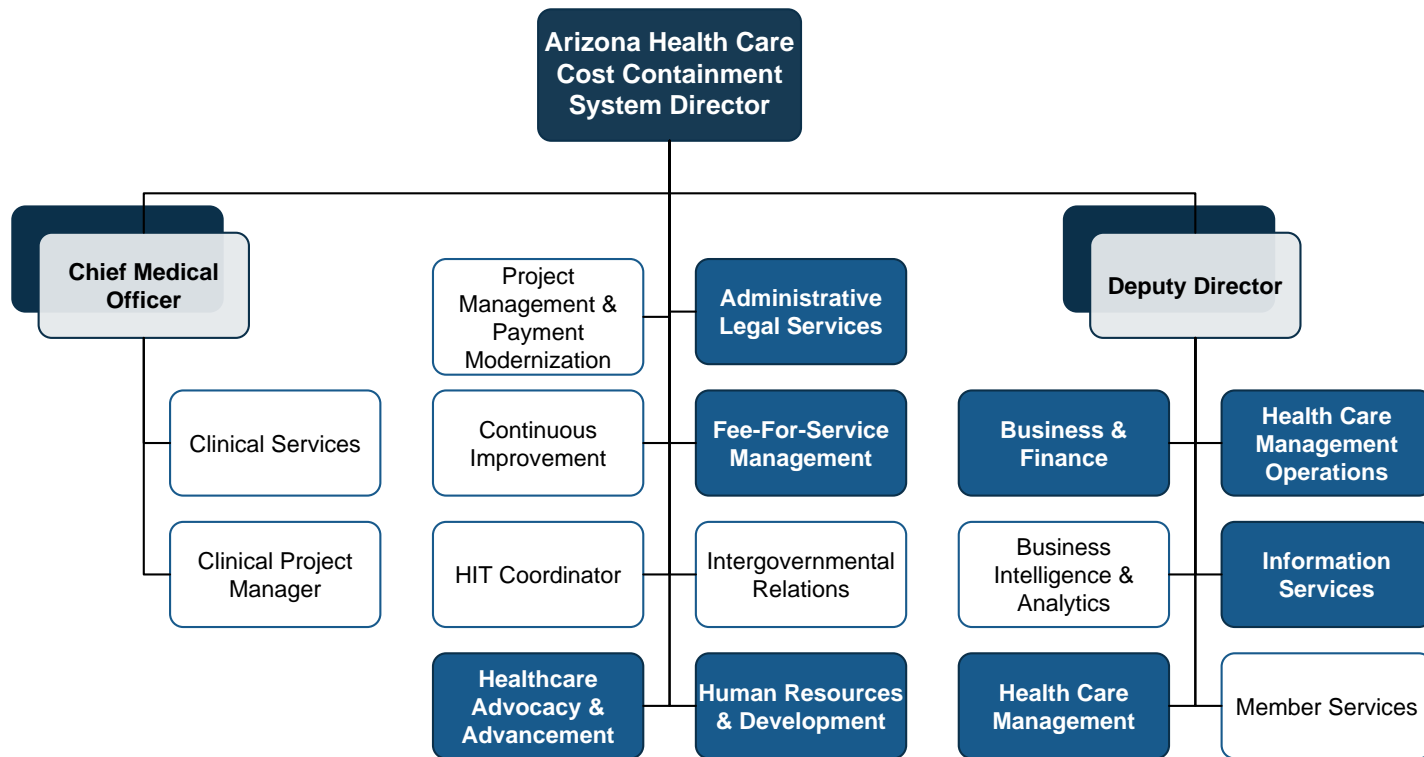 Arizona Health Care
Cost Containment
System Director
Chief Medical
Officer
Deputy Director
Project
Management &
Payment
Modernization
Administrative
Legal Services
Clinical Services
Continuous
Improvement
Fee-For-Service
Management
Business &
Finance
Health Care
Management
Operations
Clinical Project
Manager
HIT Coordinator
Intergovernmental
Relations
Business
Intelligence &
Analytics
Information
Services
Healthcare
Advocacy &
Advancement
Human Resources
& Development
Health Care
Management
Member Services